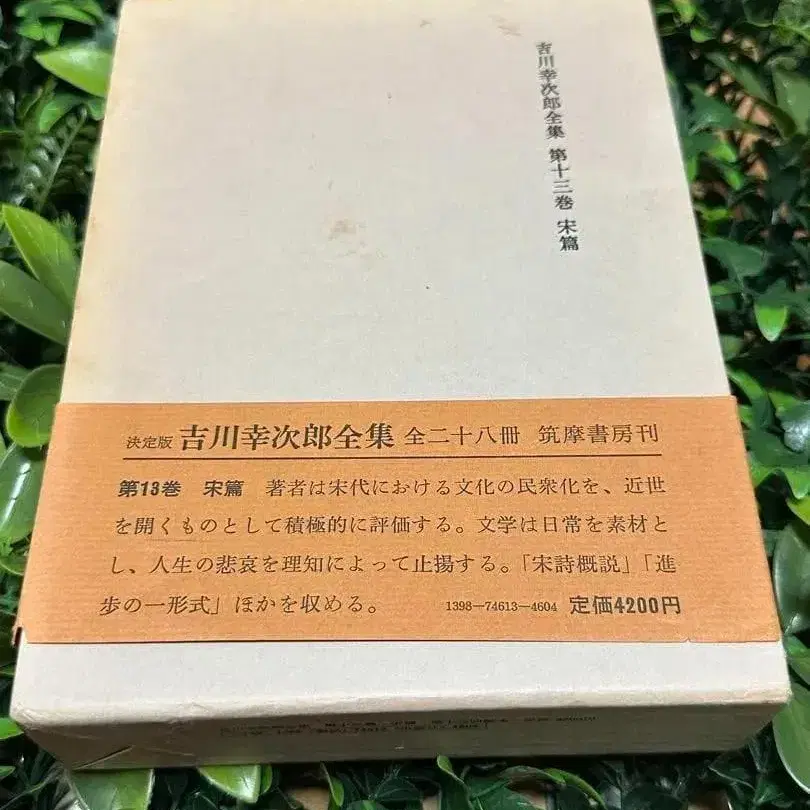 吉川幸次郎全集 第十三巻 宋篇
決定版 吉川幸次郎全集 全二十八冊 筑摩書房刊
第13巻 宋篇 著者は宋代における文化の民衆化を、近世
を開くものとして積極的に評価する。文学は日常を素材と
し、人生の悲哀を理知によって止揚する。「宋詩概説」「進
歩の一形式」ほかを収める。 1398—74613—4604 定価4200円